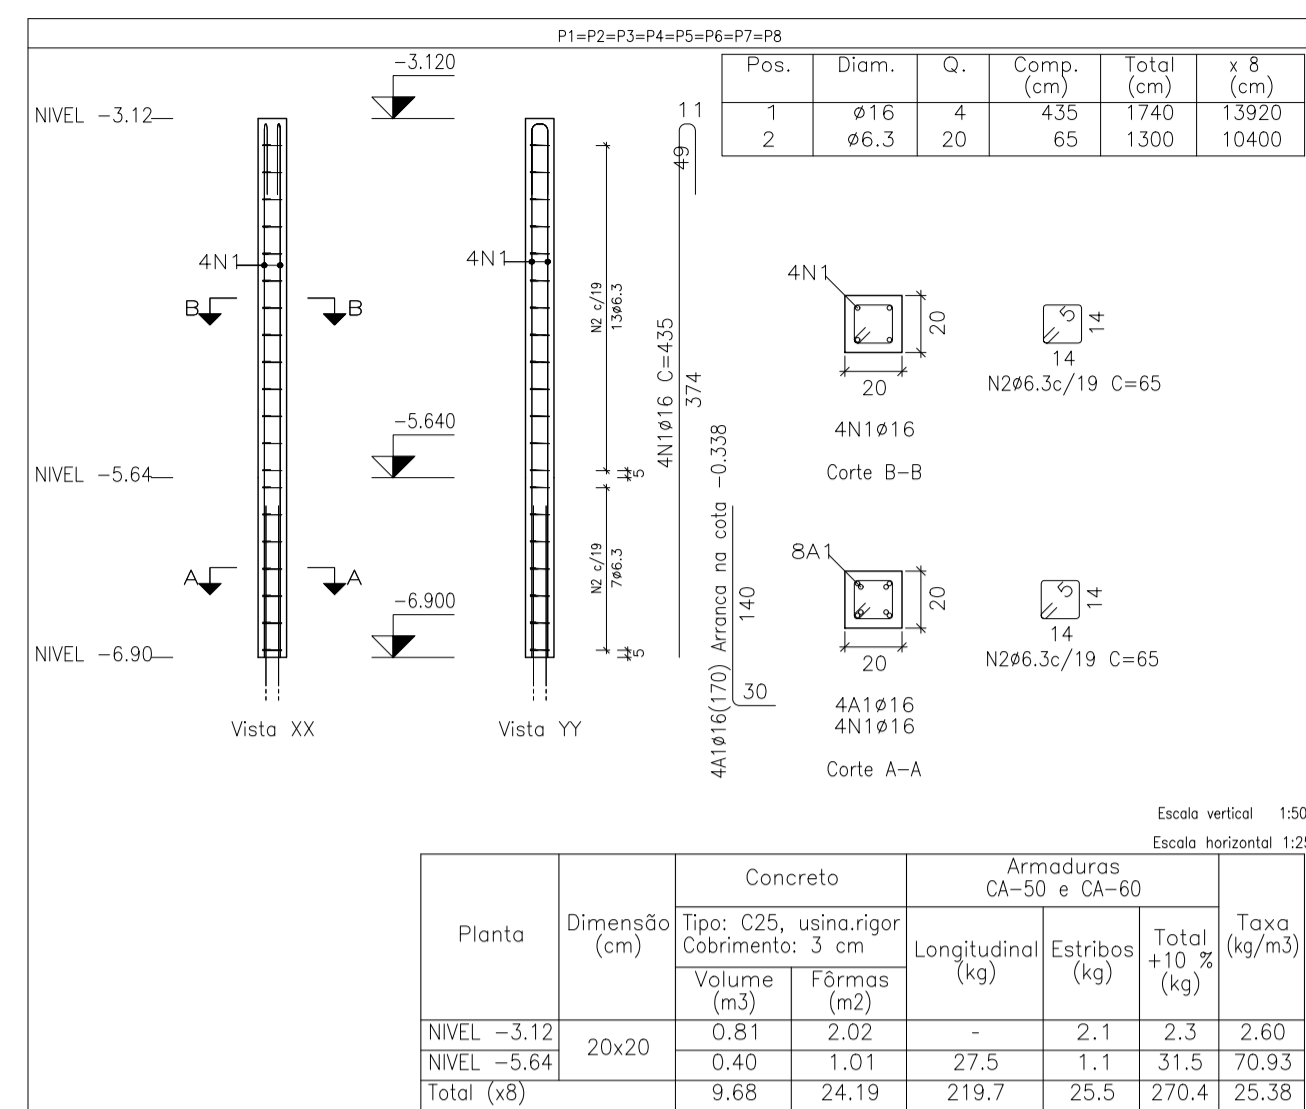 P1=P2=P3=P4=P5=P6=P7=P8
Pos. Diam. Q. Comp. (cm) Total (cm) x 8 (cm)
1 ø16 4 435 1740 13920
2 ø6.3 20 65 1300 10400
NIVEL -3.12
-3.120
11
49
4N1
4N1
B
B
N2 c/19
13ø6.3
4N1ø16 C=435
374
-5.640
NIVEL -5.64
5
A
A
N2 c/19
7ø6.3
-6.900
NIVEL -6.90
5
4A1ø16(170) Arranca na cota -0.338
140
30
Vista XX
Vista YY
4N1
20
20
4N1ø16
Corte B-B
5
14
14
N2ø6.3c/19 C=65
8A1
20
20
4A1ø16
4N1ø16
Corte A-A
5
14
14
N2ø6.3c/19 C=65
Escala vertical 1:50
Escala horizontal 1:25
Planta
Dimensão
(cm)
Concreto
Tipo: C25, usina.rigor
Cobrimento: 3 cm
Volume
(m3)
Fôrmas
(m2)
Armaduras
CA-50 e CA-60
Longitudinal
(kg)
Estribos
(kg)
Total
+10 %
(kg)
Taxa
(kg/m3)
NIVEL -3.12 20x20 0.81 2.02 - 2.1 2.3 2.60
NIVEL -5.64 0.40 1.01 27.5 1.1 31.5 70.93
Total (x8) 9.68 24.19 219.7 25.5 270.4 25.38